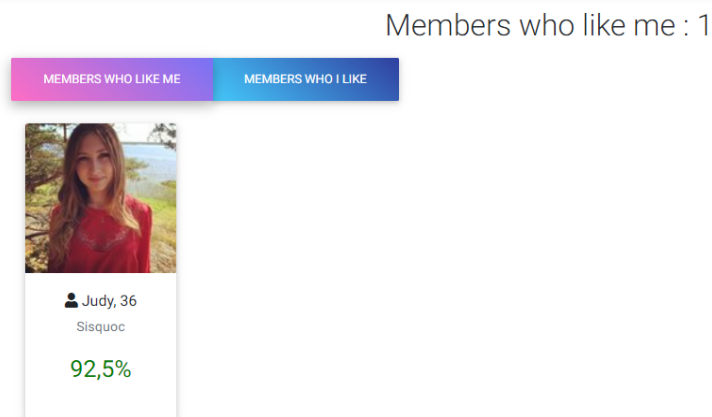 Members who like me : 1
MEMBERS WHO LIKE ME
MEMBERS WHO I LIKE
Judy, 36
Sisquoc
92,5%